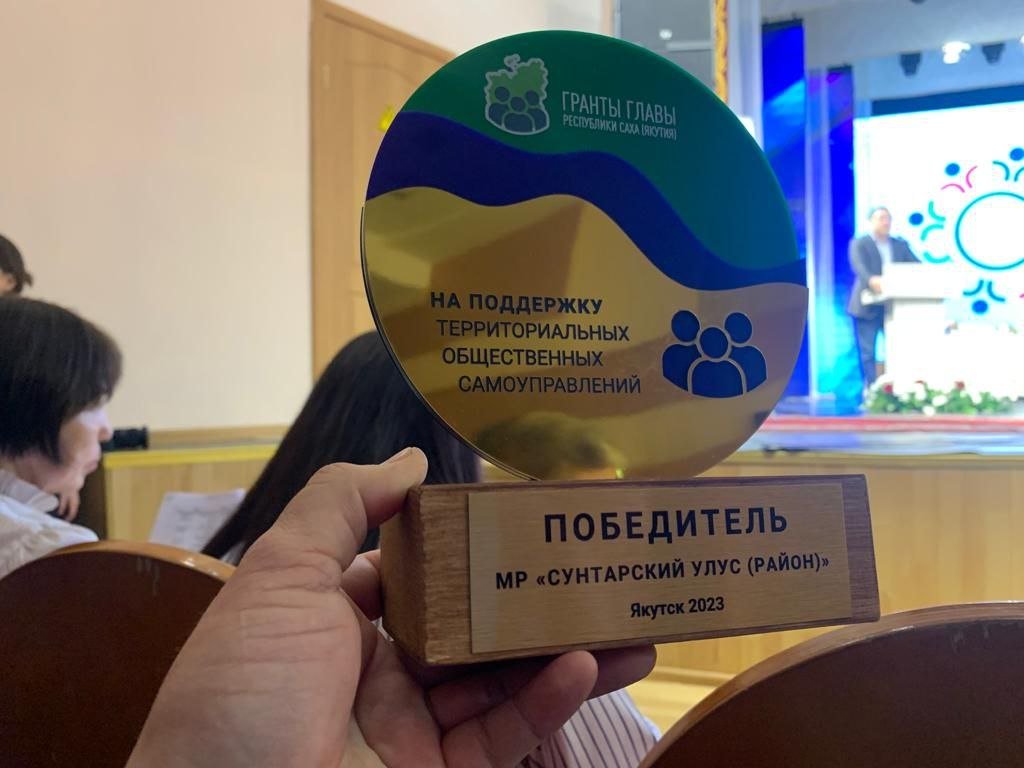 ГРАНТЫ ГЛАВЫ
РЕСПУБЛИКИ САХА (ЯКУТИЯ)
НА ПОДДЕРЖКУ
ТЕРРИТОРИАЛЬНЫХ
ОБЩЕСТВЕННЫХ
САМОУПРАВЛЕНИЙ
ПОБЕДИТЕЛЬ
МР «СУНТАРСКИЙ УЛУС (РАЙОН)»
Якутск 2023